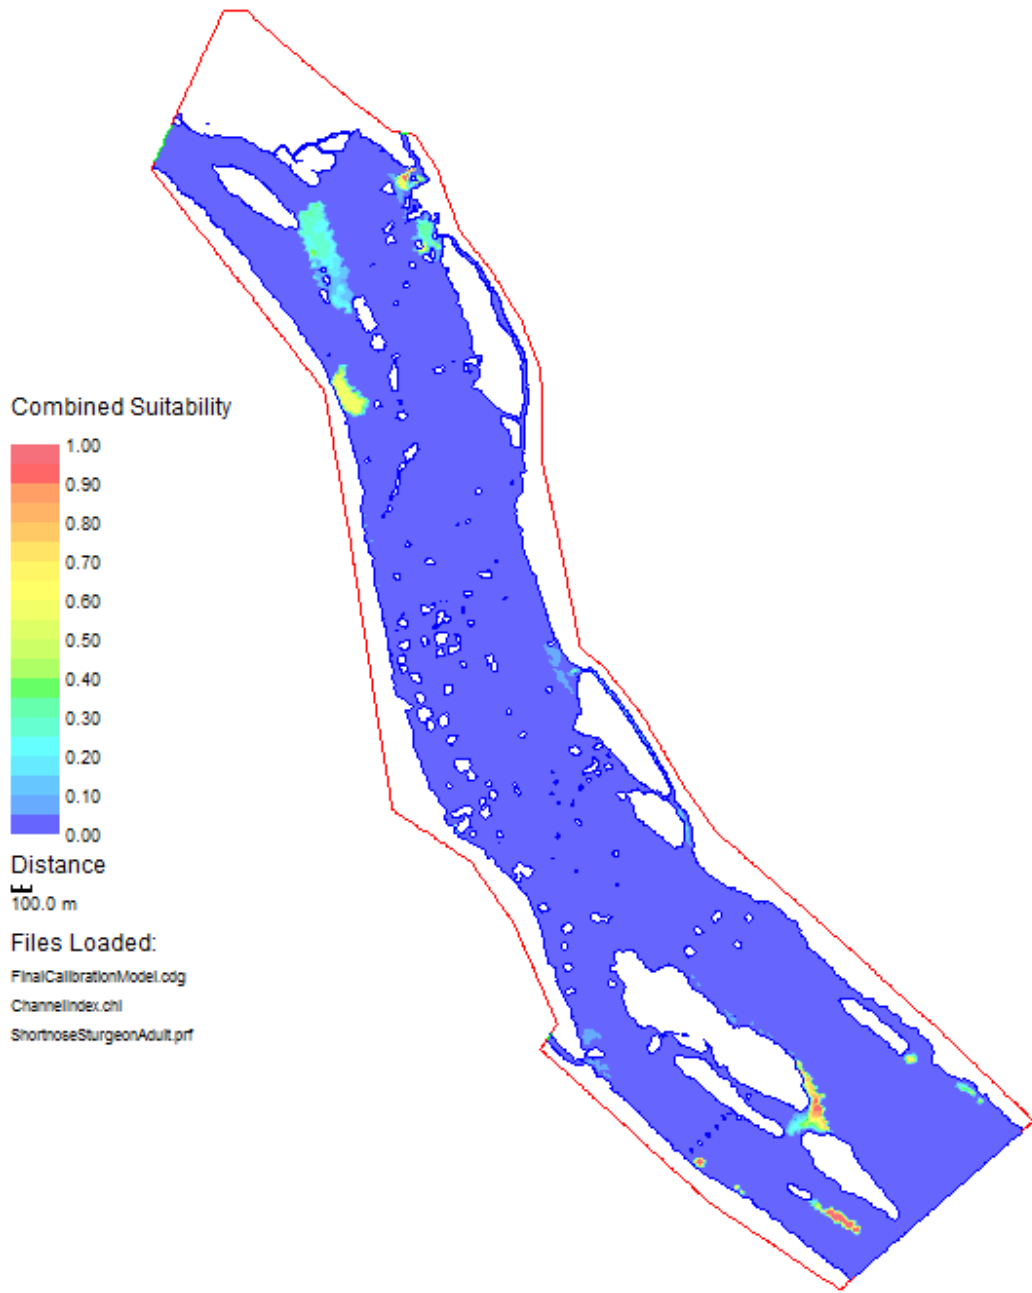 Combined Suitability
1.00
0.90
0.80
0.70
0.60
0.50
0.40
0.30
0.20
0.10
0.00
Distance
100.0 m
Files Loaded:
FinalCalibrationModel.cdg
ChannelIndex.chi
ShortnoseSturgeonAdult.prf